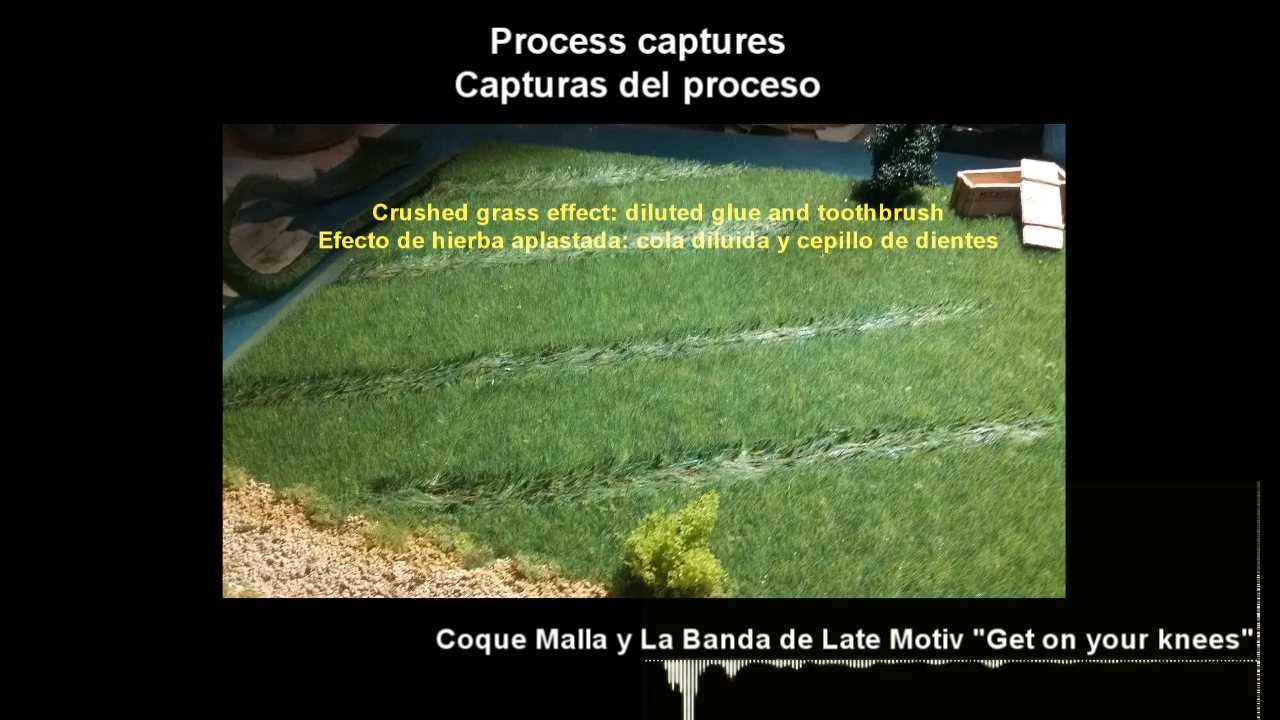 Process captures
Capturas del proceso
Crushed grass effect: diluted glue and toothbrush
Efecto de hierba aplastada: cola diluida y cepillo de dientes
Coque Malla y La Banda de Late Motiv "Get on your knees"